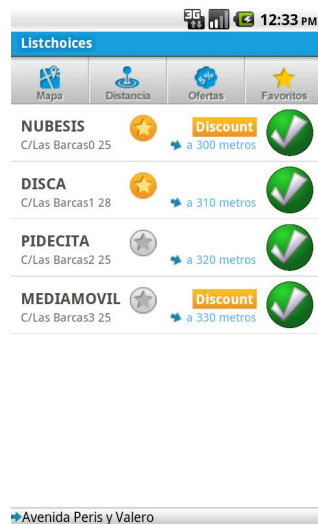 3G 12:33 PM
Listchoices
Mapa Distancia Ofertas Favoritos
NUBESIS Discount
C/Las Barcas0 25 a 300 metros
DISCA
C/Las Barcas1 28 a 310 metros
PIDECITA
C/Las Barcas2 25 a 320 metros
MEDIAMOVIL Discount
C/Las Barcas3 25 a 330 metros
Avenida Peris y Valero